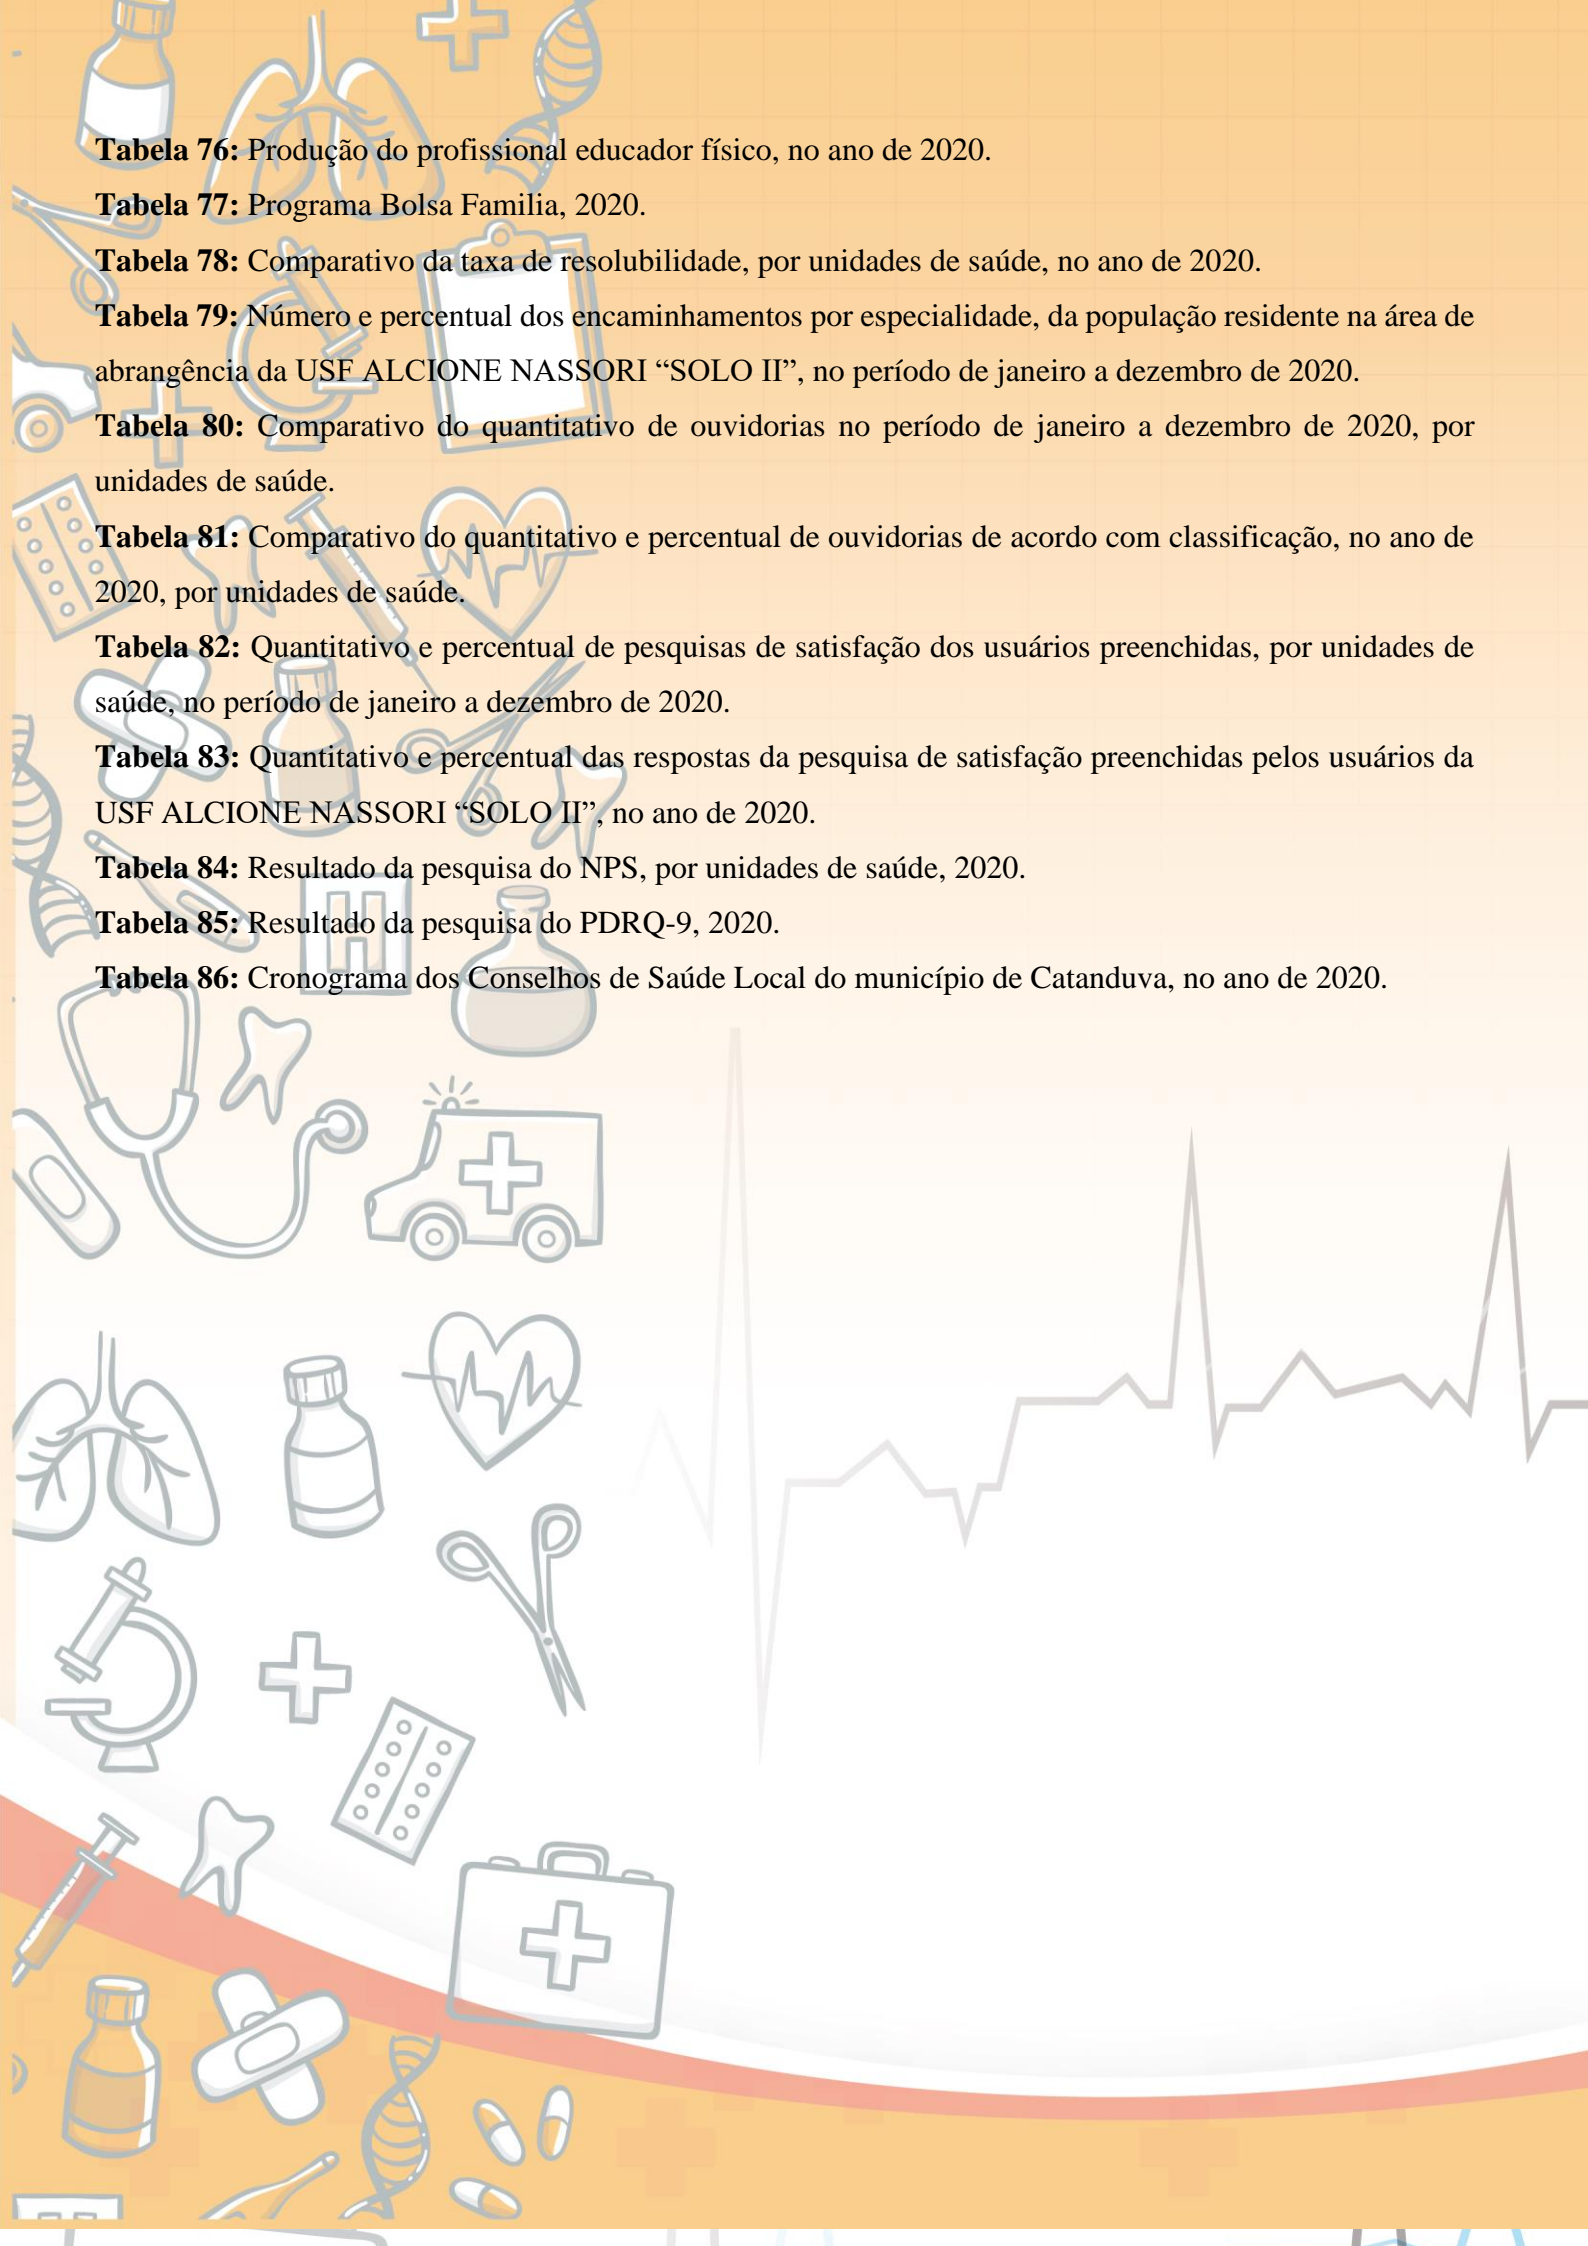 Tabela 76: Produção do profissional educador físico, no ano de 2020.
Tabela 77: Programa Bolsa Familia, 2020.
Tabela 78: Comparativo da taxa de resolubilidade, por unidades de saúde, no ano de 2020.
Tabela 79: Número e percentual dos encaminhamentos por especialidade, da população residente na área de
abrangência da USF ALCIONE NASSORI “SOLO II”, no período de janeiro a dezembro de 2020.
Tabela 80: Comparativo do quantitativo de ouvidorias no período de janeiro a dezembro de 2020, por
unidades de saúde.
Tabela 81: Comparativo do quantitativo e percentual de ouvidorias de acordo com classificação, no ano de
2020, por unidades de saúde.
Tabela 82: Quantitativo e percentual de pesquisas de satisfação dos usuários preenchidas, por unidades de
saúde, no período de janeiro a dezembro de 2020.
Tabela 83: Quantitativo e percentual das respostas da pesquisa de satisfação preenchidas pelos usuários da
USF ALCIONE NASSORI “SOLO II”, no ano de 2020.
Tabela 84: Resultado da pesquisa do NPS, por unidades de saúde, 2020.
Tabela 85: Resultado da pesquisa do PDRQ-9, 2020.
Tabela 86: Cronograma dos Conselhos de Saúde Local do município de Catanduva, no ano de 2020.